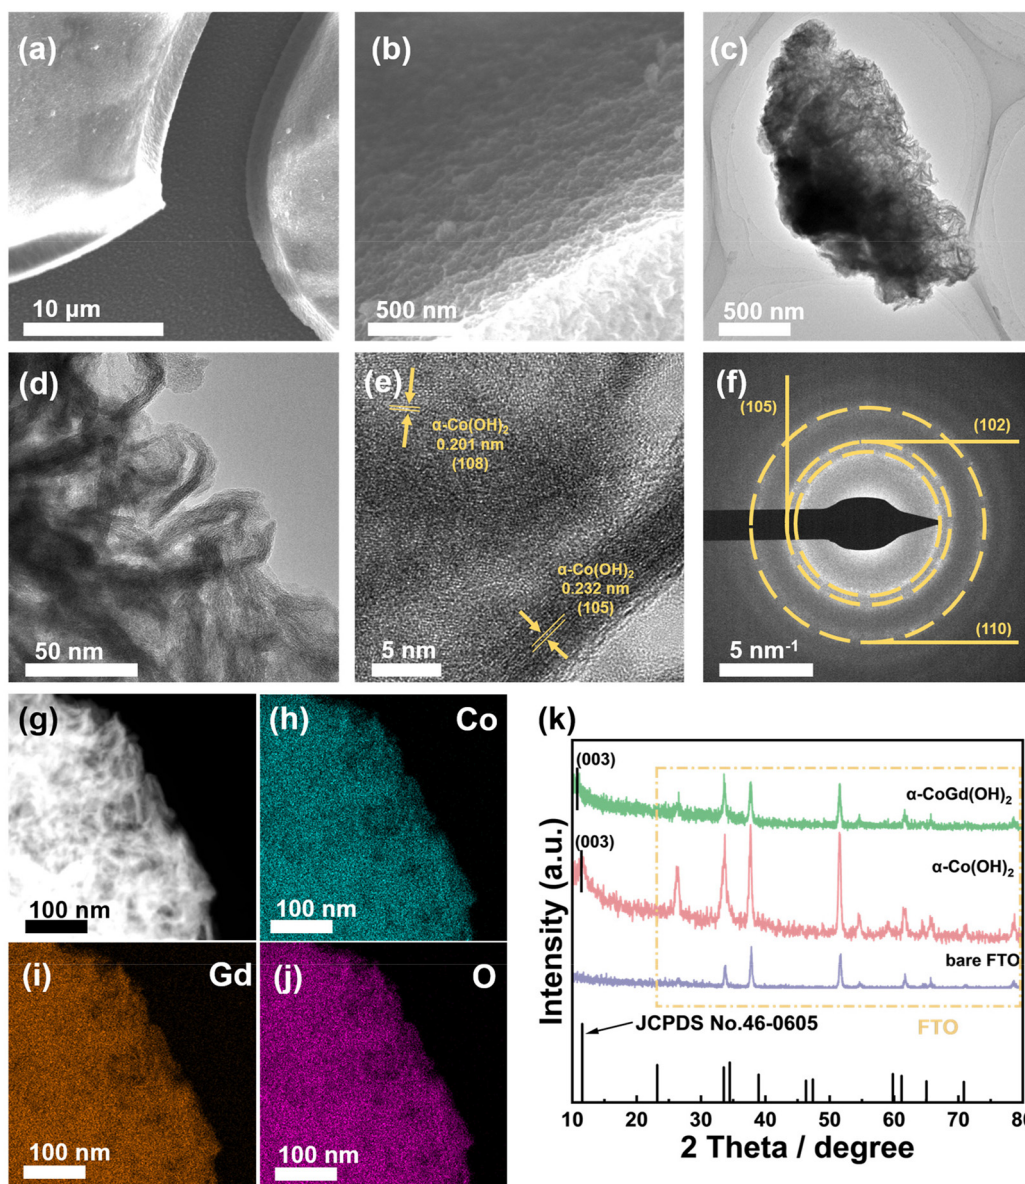 (a)
10 µm
(b)
500 nm
(c)
500 nm
(d)
50 nm
(e)
α-Co(OH)₂
0.201 nm
(108)
α-Co(OH)₂
0.232 nm
(105)
5 nm
(f)
(105)
(102)
(110)
5 nm⁻¹
(g)
100 nm
(h)
Co
100 nm
(i)
Gd
100 nm
(j)
O
100 nm
(k)
(003)
α-CoGd(OH)₂
(003)
α-Co(OH)₂
bare FTO
FTO
JCPDS No.46-0605
Intensity (a.u.)
10 20 30 40 50 60 70 80
2 Theta / degree